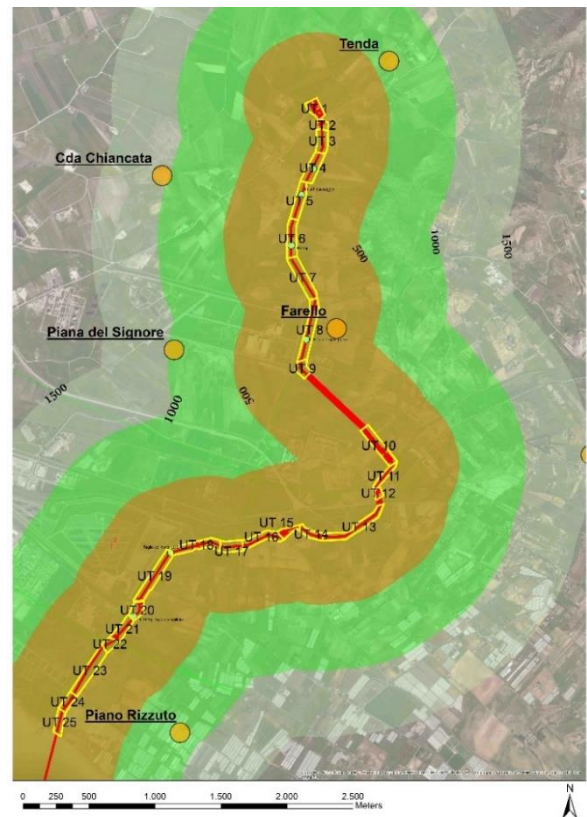 Tenda
UT 1
UT 2
UT 3
Cda Chiancata
UT 4
UT 5
UT 6
500
1000
1500
UT 7
Farello
UT 8
Piana del Signore
UT 9
1500
1000
500
UT 10
UT 11
UT 12
UT 13
UT 15
UT 14
UT 16
UT 18
UT 17
UT 19
UT 20
UT 21
UT 22
UT 23
UT 24
Piano Rizzuto
UT 25
0 250 500 1.000 1.500 2.000 2.500
Meters
N